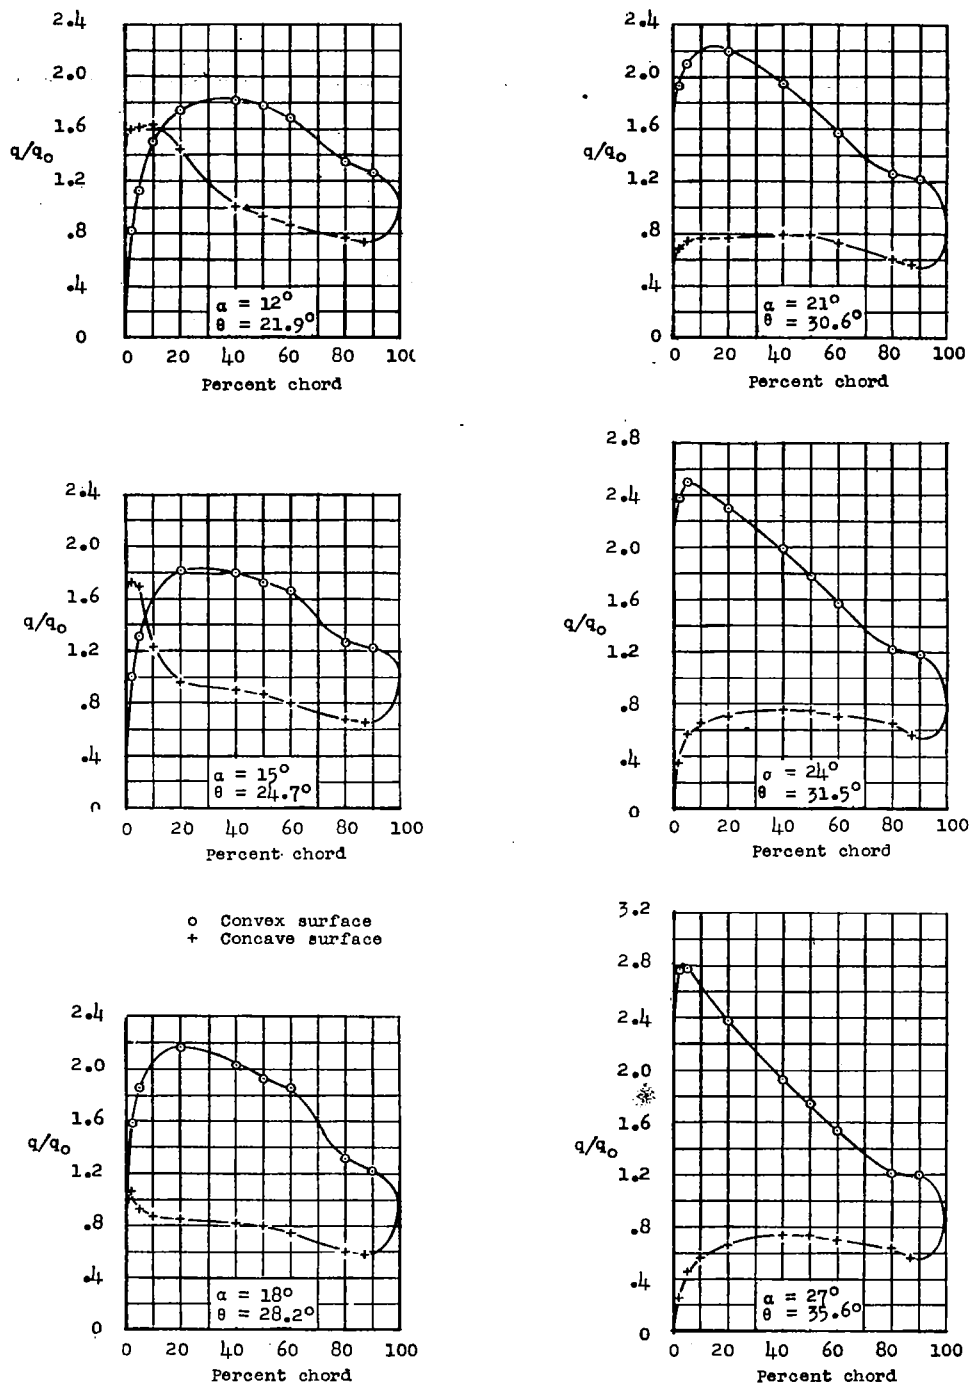 2.4
2.0
1.6
q/q₀
1.2
.8
.4
0
α = 12°
θ = 21.9°
0 20 40 60 80 100
Percent chord
2.4
2.0
1.6
q/q₀
1.2
.8
.4
0
α = 21°
θ = 30.6°
0 20 40 60 80 100
Percent chord
2.4
2.0
1.6
q/q₀
1.2
.8
.4
0
α = 15°
θ = 24.7°
0 20 40 60 80 100
Percent chord
2.8
2.4
2.0
1.6
q/q₀
1.2
.8
.4
0
α = 24°
θ = 31.5°
0 20 40 60 80 100
Percent chord
o Convex surface
+ Concave surface
2.4
2.0
1.6
q/q₀
1.2
.8
.4
0
α = 18°
θ = 28.2°
0 20 40 60 80 100
Percent chord
3.2
2.8
2.4
2.0
1.6
q/q₀
1.2
.8
.4
0
α = 27°
θ = 35.6°
0 20 40 60 80 100
Percent chord